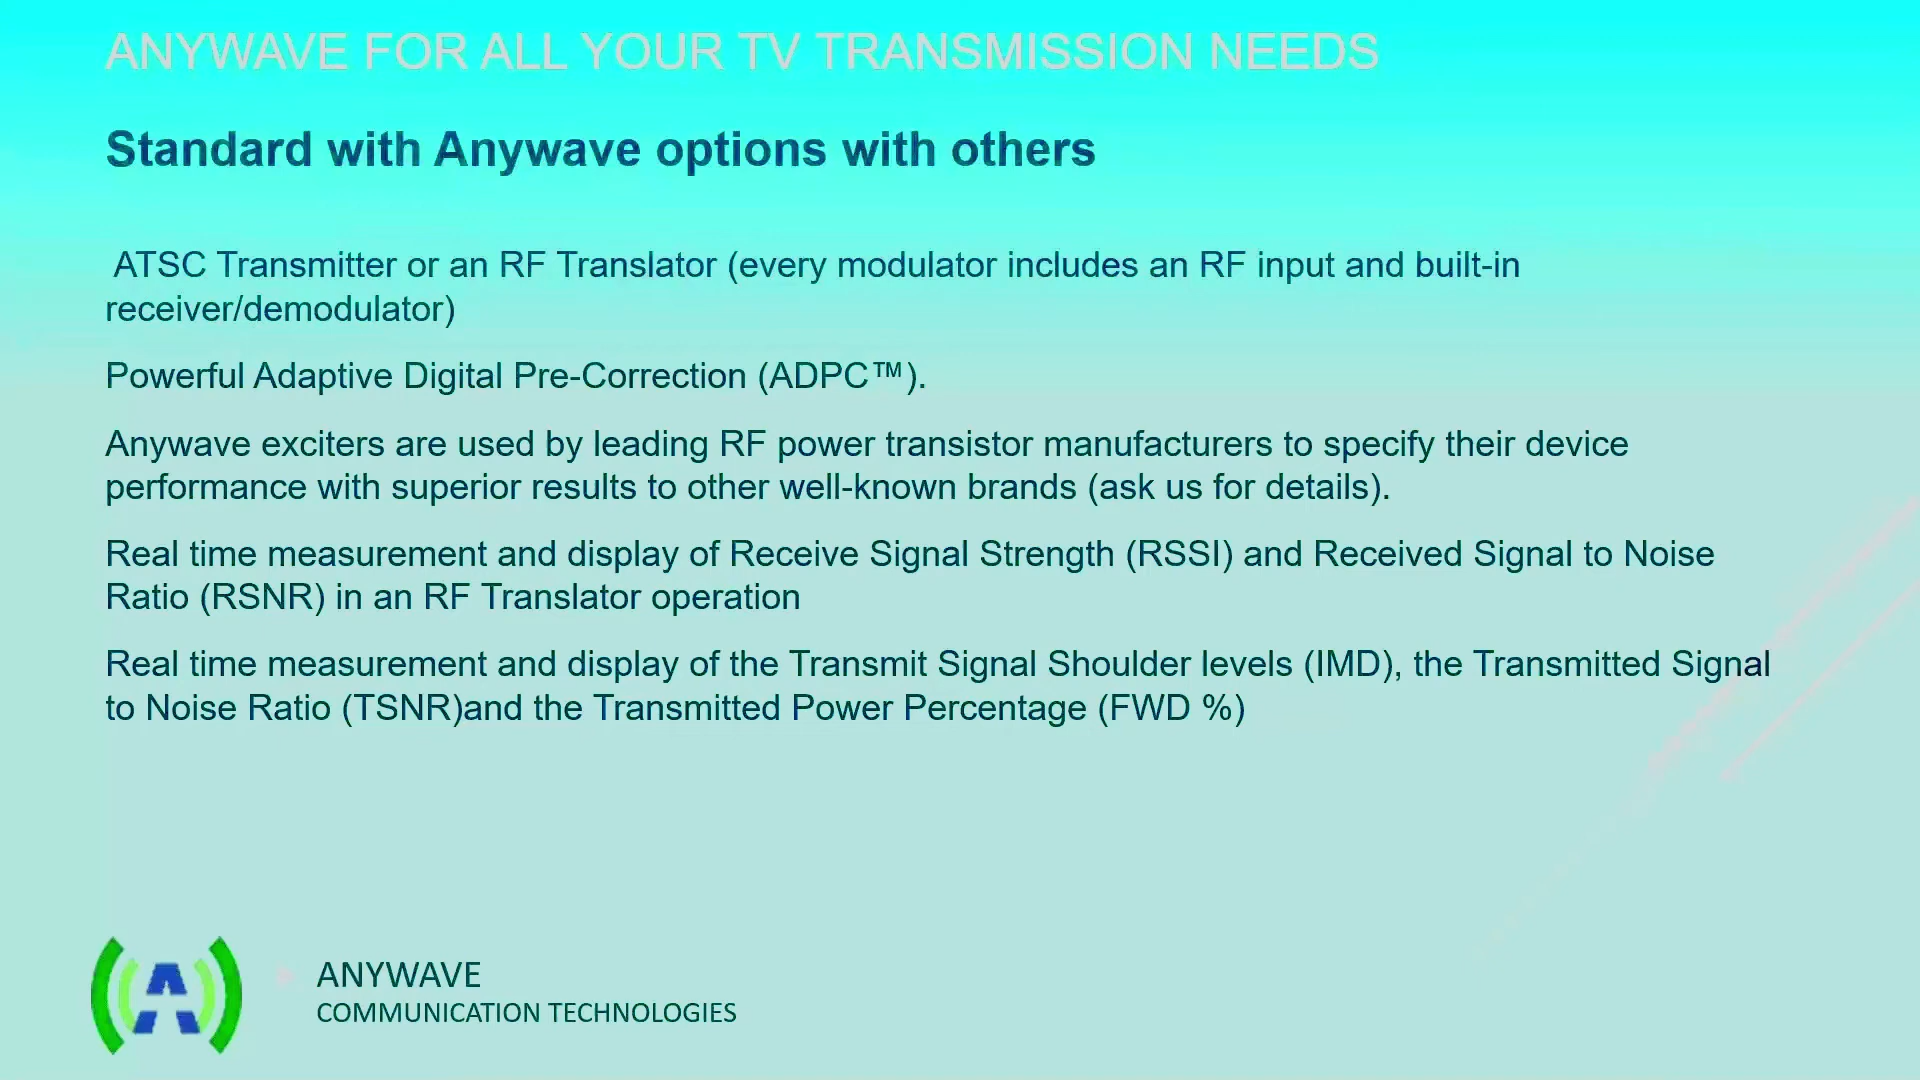 ANYWAVE FOR ALL YOUR TV TRANSMISSION NEEDS
Standard with Anywave options with others
ATSC Transmitter or an RF Translator (every modulator includes an RF input and built-in
receiver/demodulator)
Powerful Adaptive Digital Pre-Correction (ADPC™).
Anywave exciters are used by leading RF power transistor manufacturers to specify their device
performance with superior results to other well-known brands (ask us for details).
Real time measurement and display of Receive Signal Strength (RSSI) and Received Signal to Noise
Ratio (RSNR) in an RF Translator operation
Real time measurement and display of the Transmit Signal Shoulder levels (IMD), the Transmitted Signal
to Noise Ratio (TSNR)and the Transmitted Power Percentage (FWD %)
ANYWAVE
COMMUNICATION TECHNOLOGIES